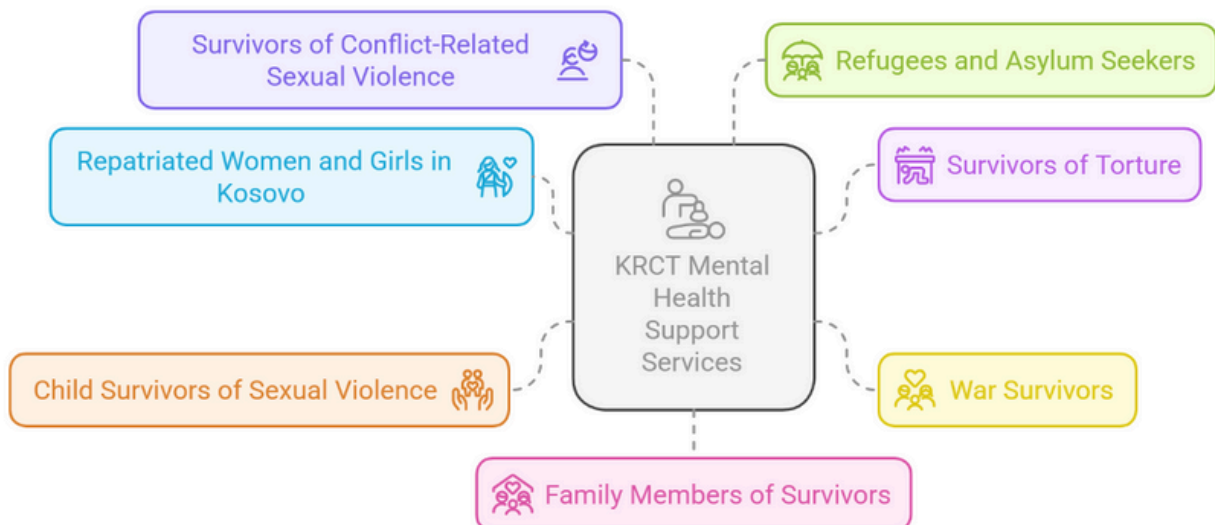 Survivors of Conflict-Related
Sexual Violence
Refugees and Asylum Seekers
Repatriated Women and Girls in
Kosovo
Survivors of Torture
KRCT Mental
Health
Support
Services
Child Survivors of Sexual Violence
War Survivors
Family Members of Survivors